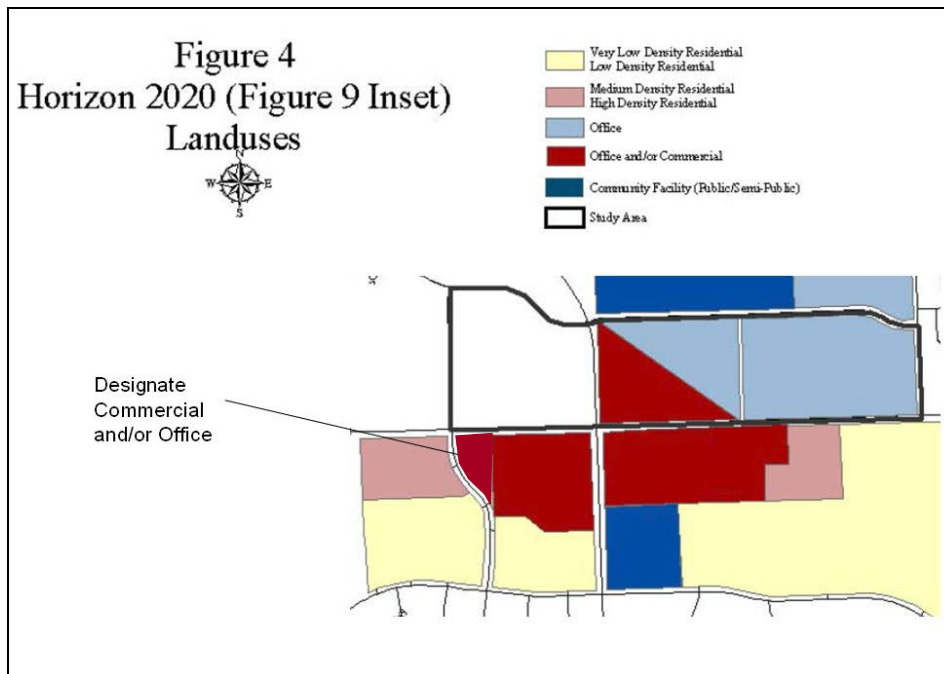 Figure 4
Horizon 2020 (Figure 9 Inset)
Landuses
N
W E
S
Very Low Density Residential
Low Density Residential
Medium Density Residential
High Density Residential
Office
Office and/or Commercial
Community Facility (Public/Semi-Public)
Study Area
Designate
Commercial
and/or Office